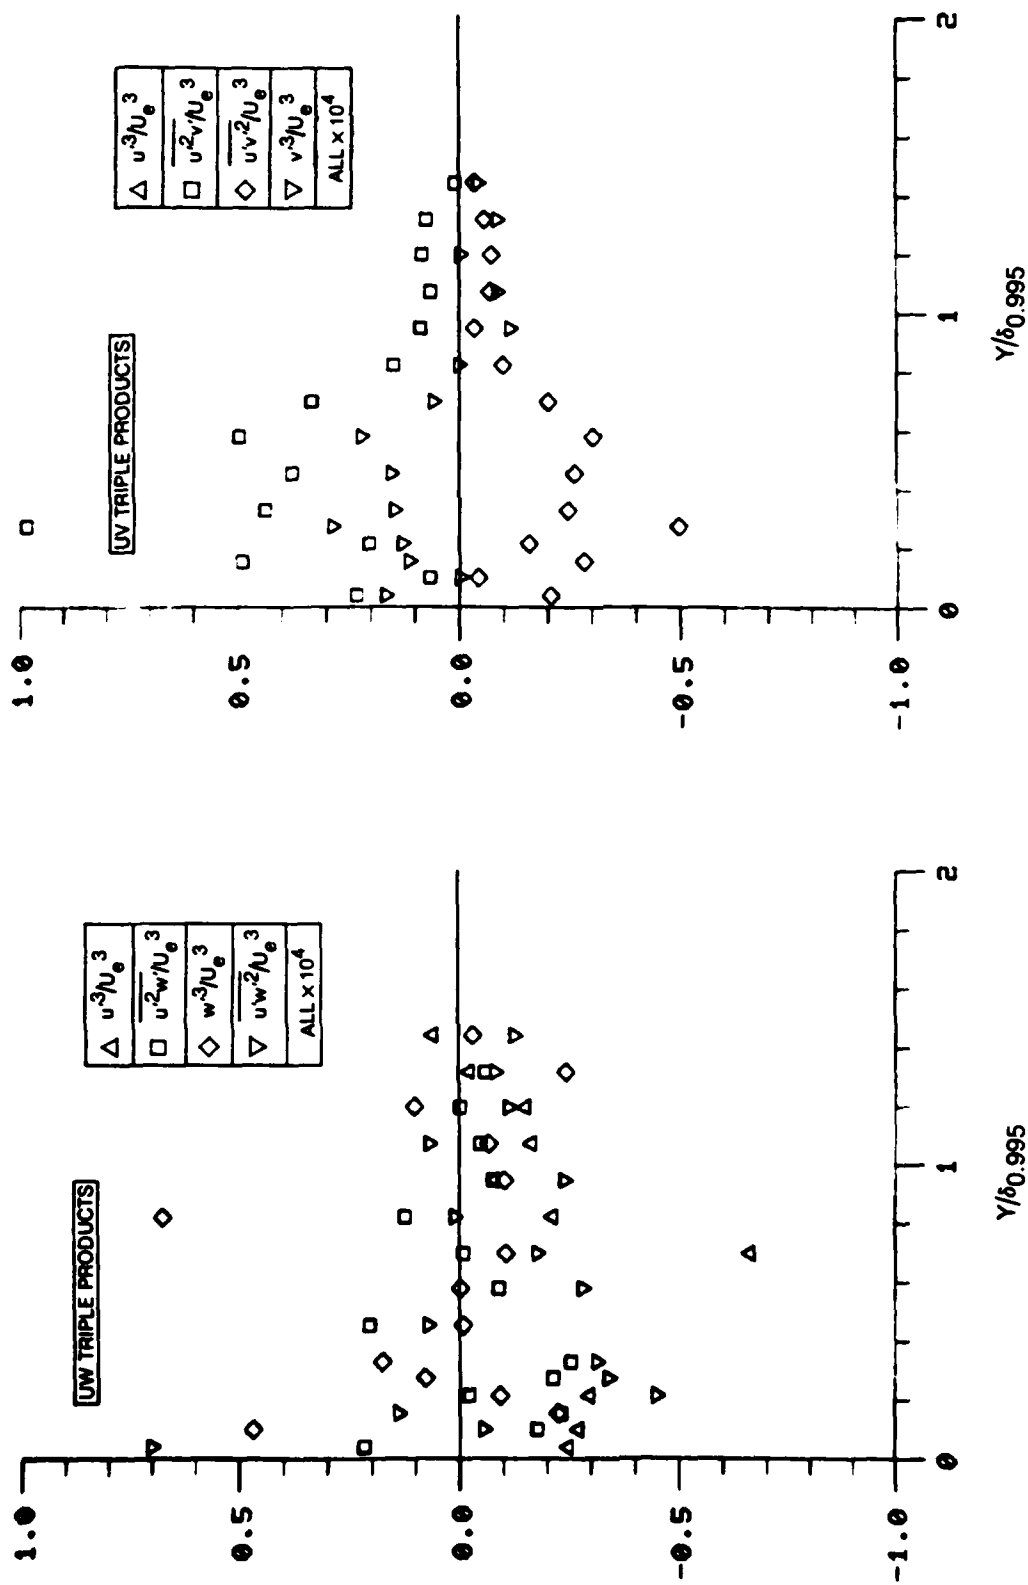 UV TRIPLE PRODUCTS
△ u'³/Uₑ³
□ u'²v'/Uₑ³
◇ u'v'²/Uₑ³
▽ v'³/Uₑ³
ALL x 10⁴
1.0
0.5
0.0
-0.5
-1.0
0
1
2
Y/δ0.995
UW TRIPLE PRODUCTS
△ u'³/Uₑ³
□ u'²w'/Uₑ³
◇ w'³/Uₑ³
▽ u'w'²/Uₑ³
ALL x 10⁴
1.0
0.5
0.0
-0.5
-1.0
0
1
2
Y/δ0.995